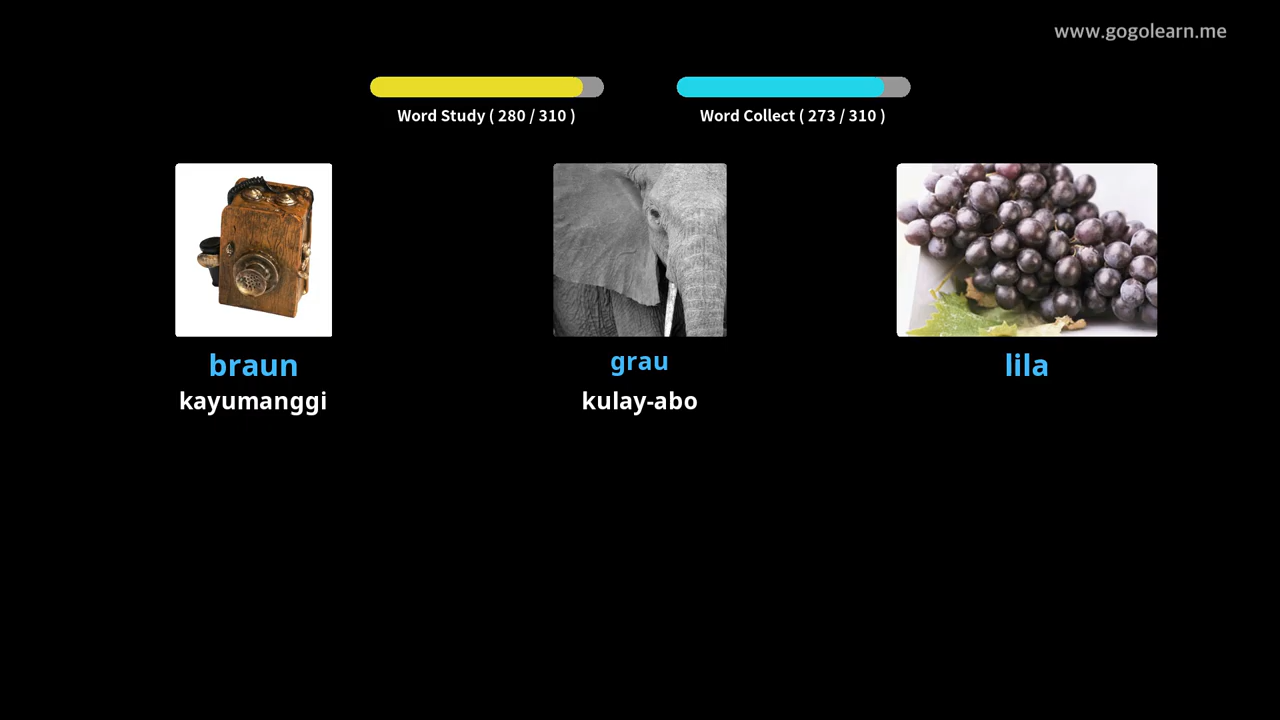 www.gogolearn.me
Word Study ( 280 / 310 )
Word Collect ( 273 / 310 )
braun
grau
lila
kayumanggi
kulay-abo